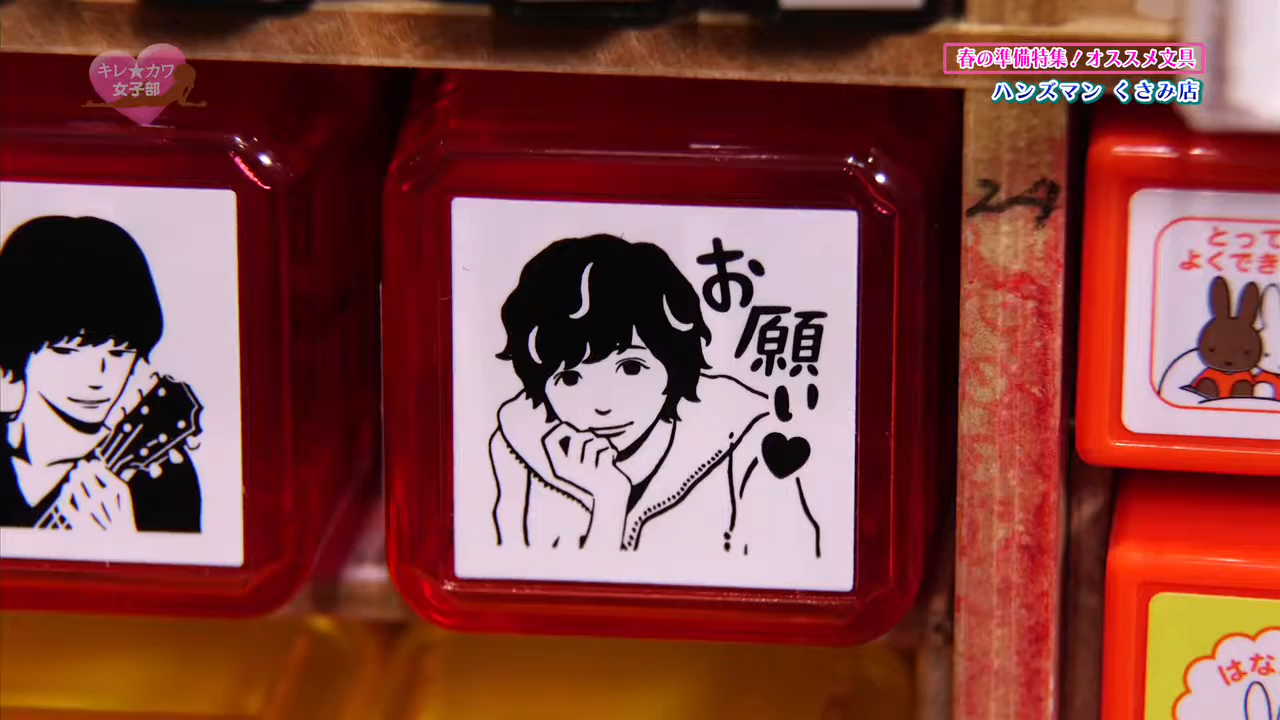 キレ★カワ
女子部
春の準備特集！オススメ文具
ハンズマン くさみ店
お
願
い
とって
よくでき
はな